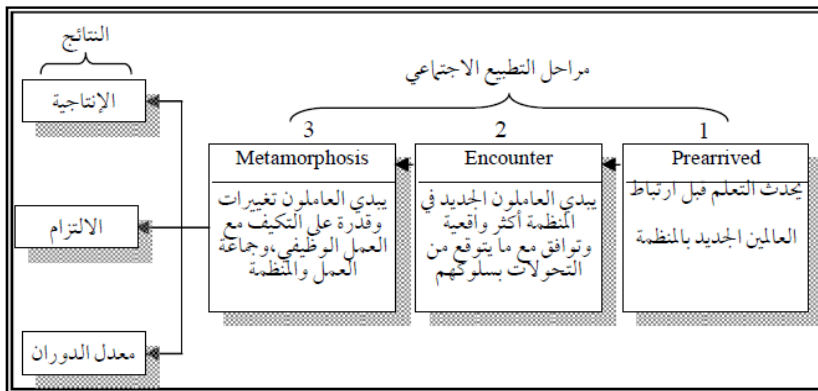 مراحل التطبيع الاجتماعي
1
Prearrived
يحدث التعلم قبل ارتباط
العالمين الجديد بالمنظمة
2
Encounter
يبدي العاملون الجديد في
المنظمة أكثر واقعية
وتوافق مع ما يتوقع من
التحولات بسلوكهم
3
Metamorphosis
يبدي العاملون تغييرات
وقدرة على التكيف مع
العمل الوظيفي،وجماعة
العمل والمنظمة
النتائج
الإنتاجية
الالتزام
معدل الدوران